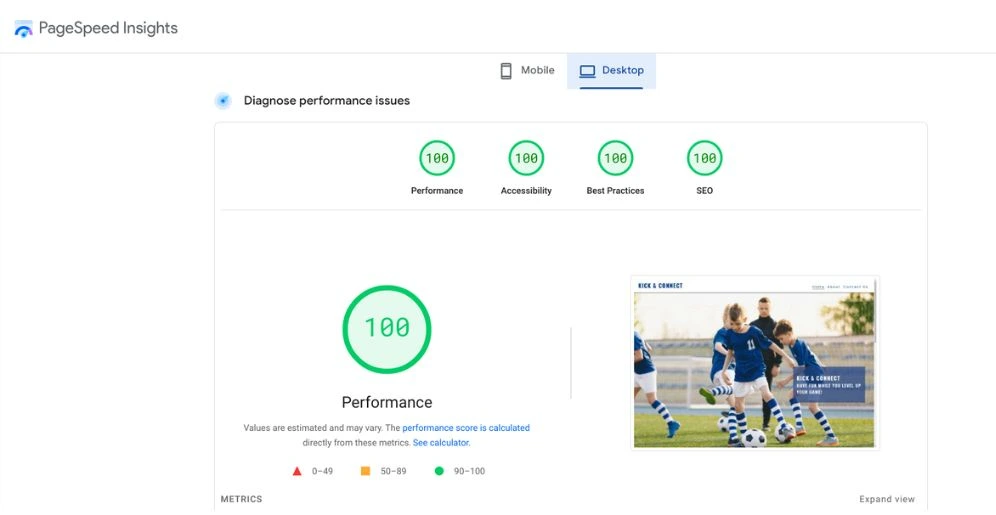 PageSpeed Insights
Mobile
Desktop
Diagnose performance issues
100
100
100
100
Performance
Accessibility
Best Practices
SEO
100
Performance
Values are estimated and may vary. The performance score is calculated
directly from these metrics. See calculator.
0–49
50–89
90–100
KICK & CONNECT
Home About Contact Us
11
KICK & CONNECT
HAVE FUN WHILE YOU LEVEL UP
YOUR GAME!
METRICS
Expand view